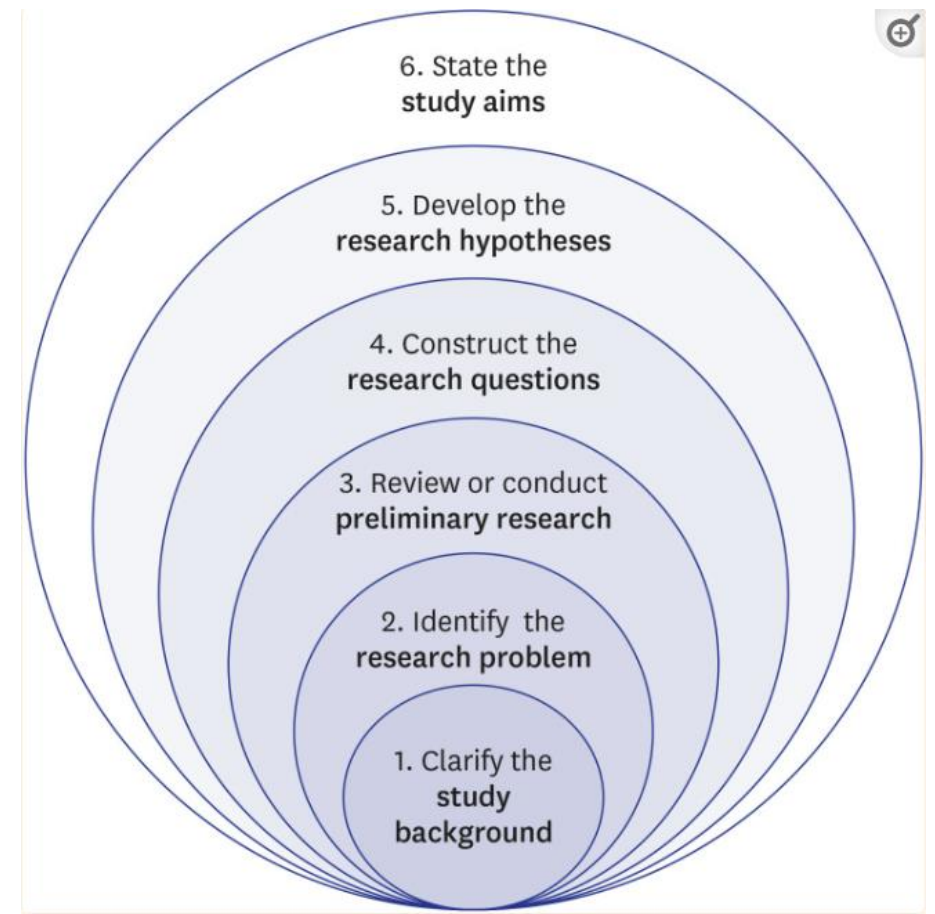 6. State the
study aims
5. Develop the
research hypotheses
4. Construct the
research questions
3. Review or conduct
preliminary research
2. Identify the
research problem
1. Clarify the
study
background